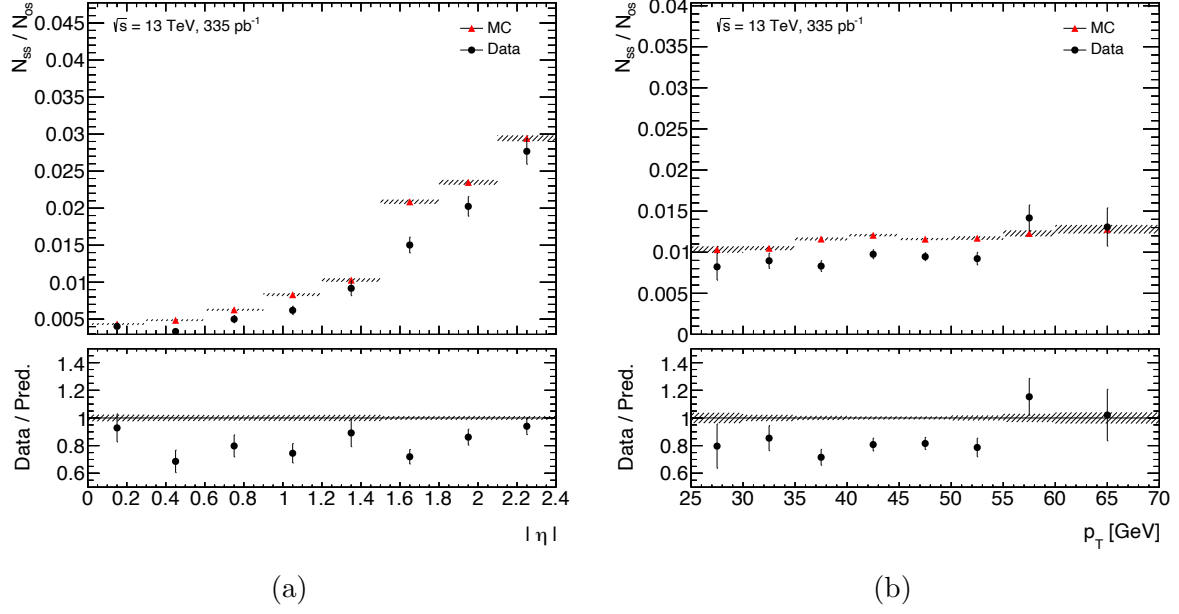 √s = 13 TeV, 335 pb⁻¹
MC
Data
N_ss / N_os
0.045
0.04
0.035
0.03
0.025
0.02
0.015
0.01
0.005
Data / Pred.
1.4
1.2
1
0.8
0.6
0 0.2 0.4 0.6 0.8 1 1.2 1.4 1.6 1.8 2 2.2 2.4
| η |
(a)
√s = 13 TeV, 335 pb⁻¹
MC
Data
N_ss / N_os
0.04
0.035
0.03
0.025
0.02
0.015
0.01
0.005
0
Data / Pred.
1.4
1.2
1
0.8
0.6
25 30 35 40 45 50 55 60 65 70
p_T [GeV]
(b)